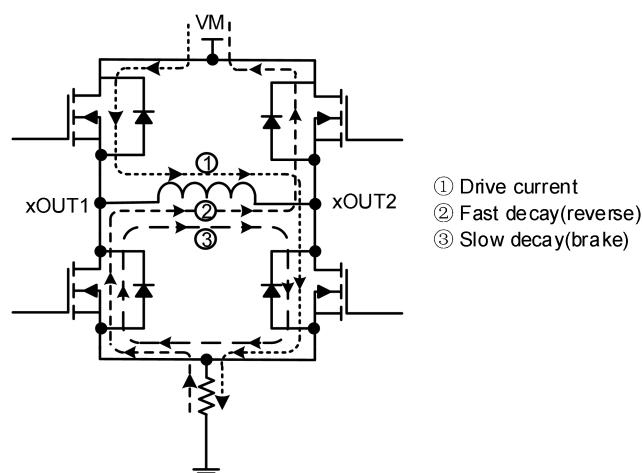 VM
①
xOUT1
②
xOUT2
③
① Drive current
② Fast decay(reverse)
③ Slow decay(brake)